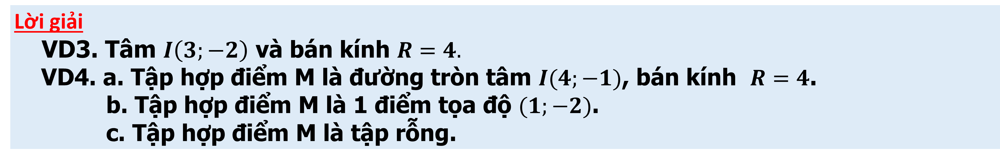 Lời giải
VD3. Tâm I(3; −2) và bán kính R = 4.
VD4. a. Tập hợp điểm M là đường tròn tâm I(4; −1), bán kính R = 4.
b. Tập hợp điểm M là 1 điểm tọa độ (1; −2).
c. Tập hợp điểm M là tập rỗng.